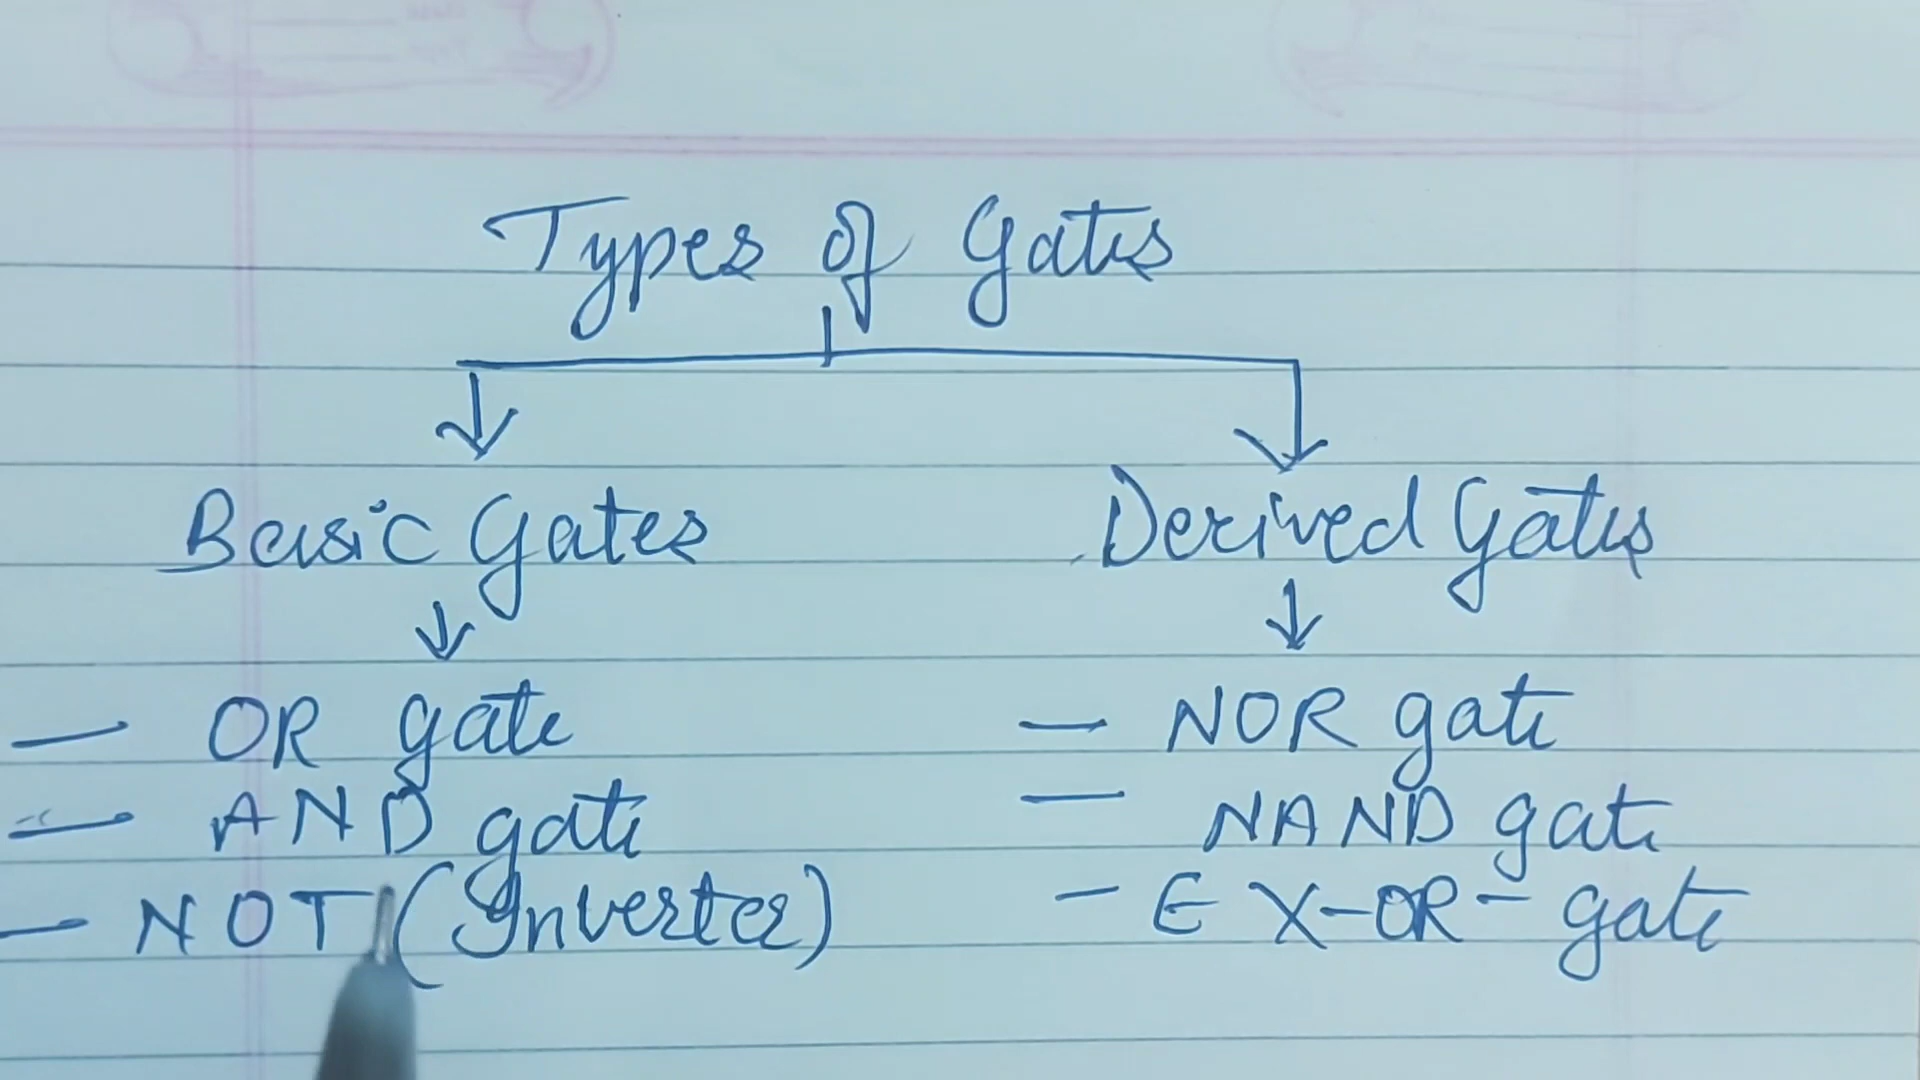 Types of Gates
Basic Gates
Derived Gates
- OR gate
- NOR gate
- AND gate
- NAND gate
- NOT (Inverter)
- EX-OR- gate